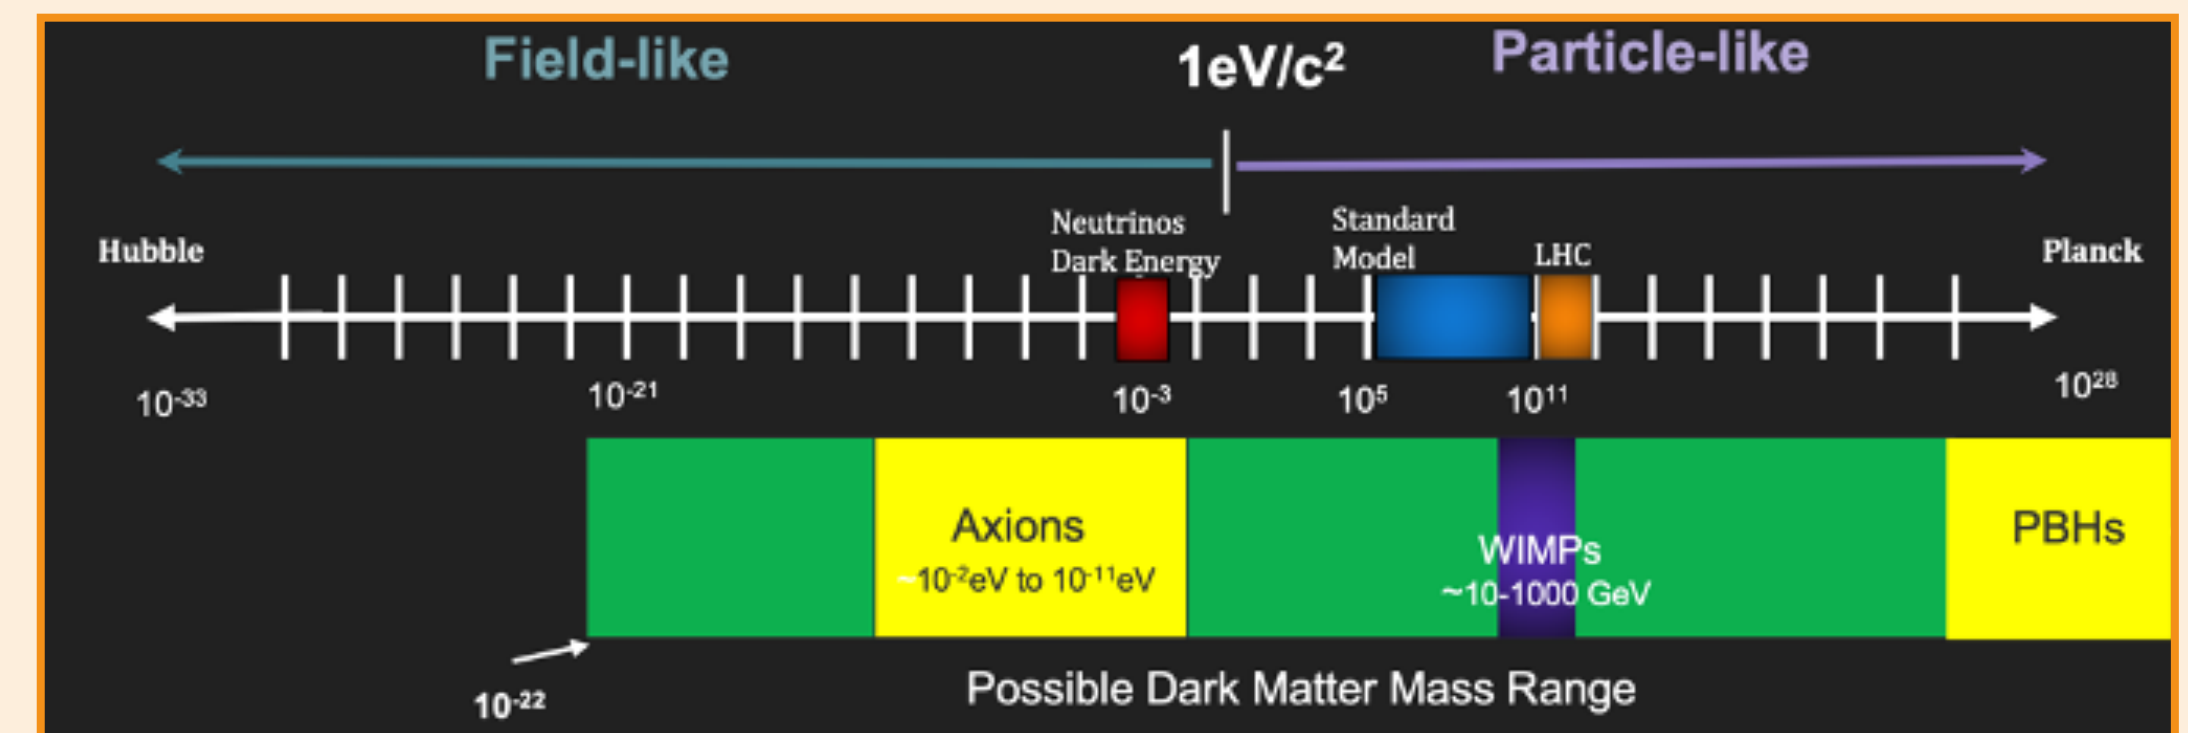 Field-like
1eV/c²
Particle-like
Neutrinos
Dark Energy
Standard
Model
LHC
Hubble
Planck
10⁻³³
10⁻²¹
10⁻³
10⁵
10¹¹
10²⁸
Axions
~10⁻²eV to 10⁻¹¹eV
WIMPs
~10-1000 GeV
PBHs
10⁻²²
Possible Dark Matter Mass Range